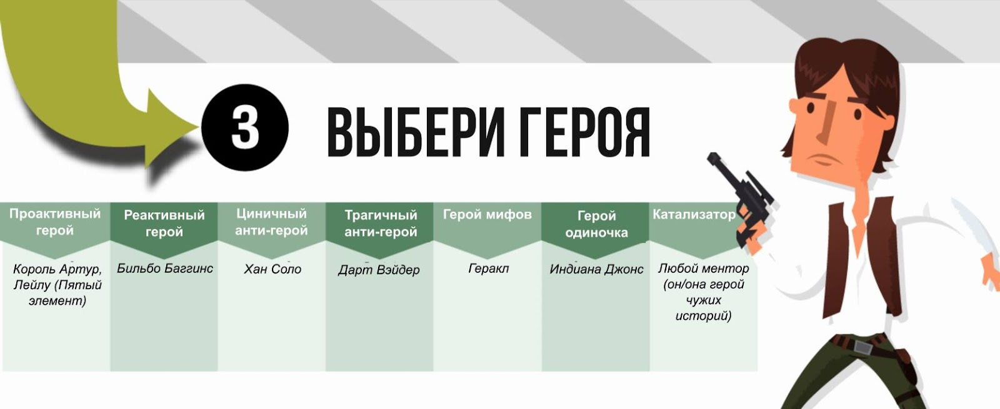 3
ВЫБЕРИ ГЕРОЯ
Проактивный
герой
Король Артур,
Лейлу (Пятый
элемент)
Реактивный
герой
Бильбо Баггинс
Циничный
анти-герой
Хан Соло
Трагичный
анти-герой
Дарт Вэйдер
Герой мифов
Геракл
Герой
одиночка
Индиана Джонс
Катализатор
Любой ментор
(он/она герой
чужих
историй)